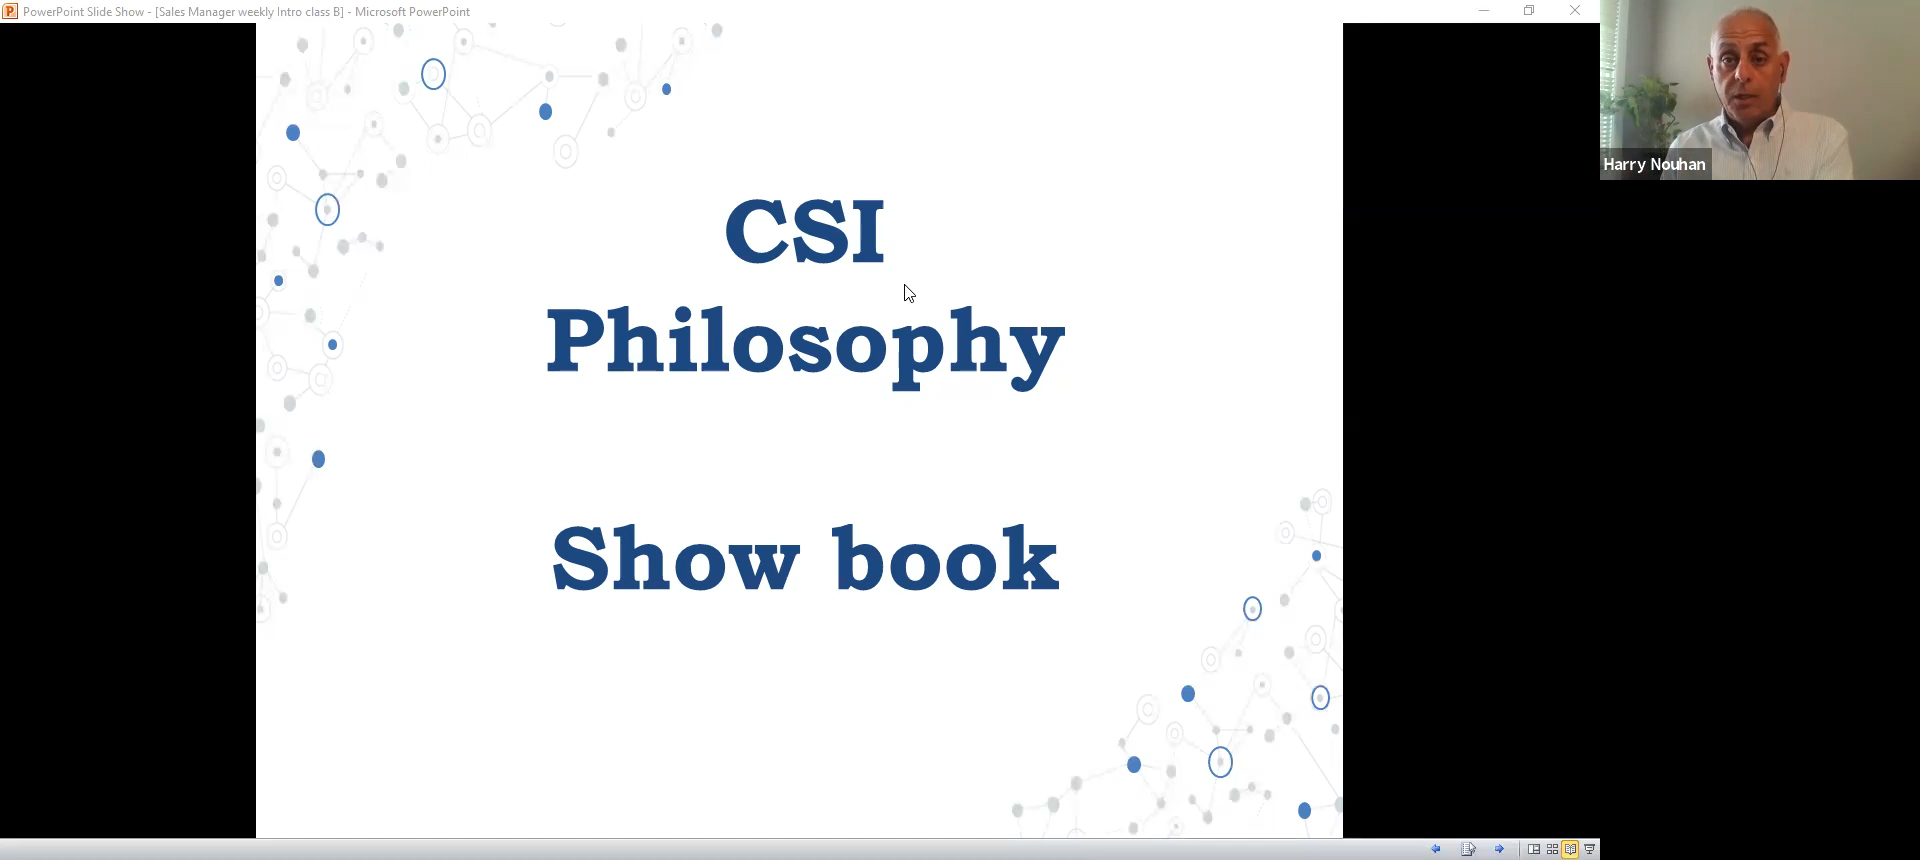 PowerPoint Slide Show - [Sales Manager weekly Intro class B] - Microsoft PowerPoint
Harry Nouhan
CSI
Philosophy
Show book